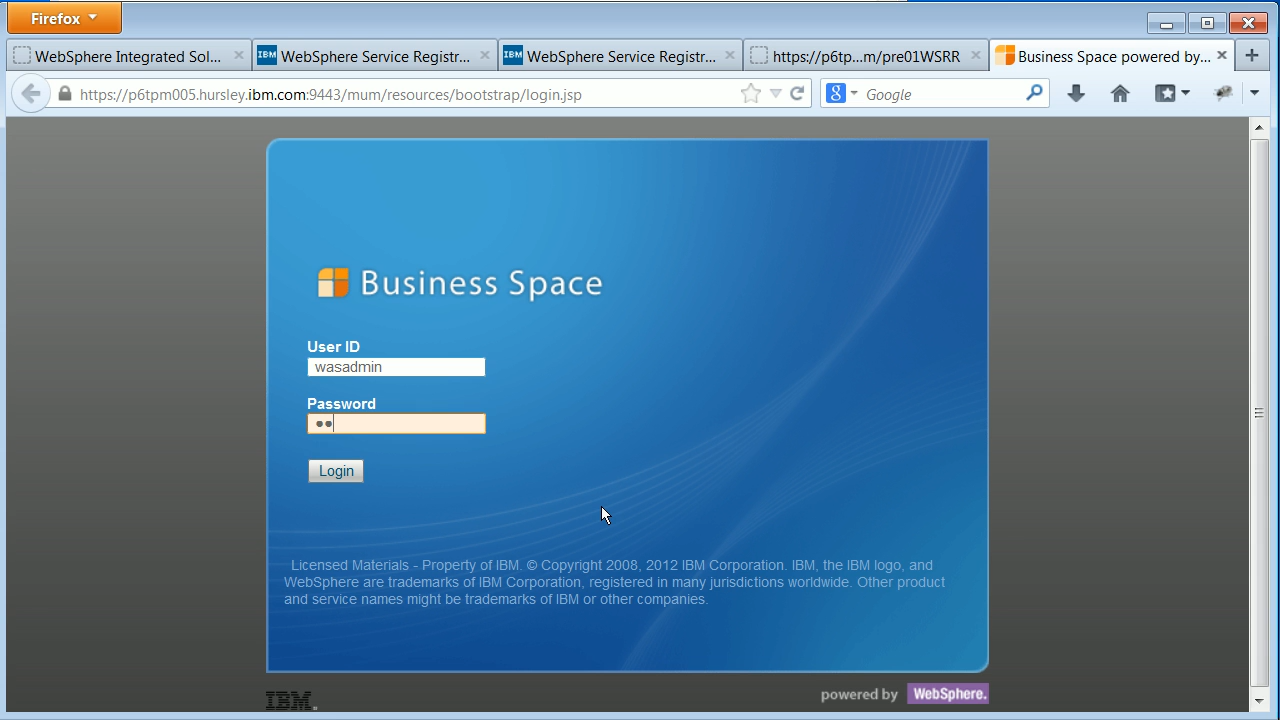 Firefox
WebSphere Integrated Sol...
IBM WebSphere Service Registr...
IBM WebSphere Service Registr...
https://p6tp...m/pre01WSRR
Business Space powered by...
https://p6tpm005.hursley.ibm.com:9443/mum/resources/bootstrap/login.jsp
8 Google
Business Space
User ID
wasadmin
Password
●●
Login
Licensed Materials - Property of IBM. © Copyright 2008, 2012 IBM Corporation. IBM, the IBM logo, and
WebSphere are trademarks of IBM Corporation, registered in many jurisdictions worldwide. Other product
and service names might be trademarks of IBM or other companies.
IBM.
powered by WebSphere.